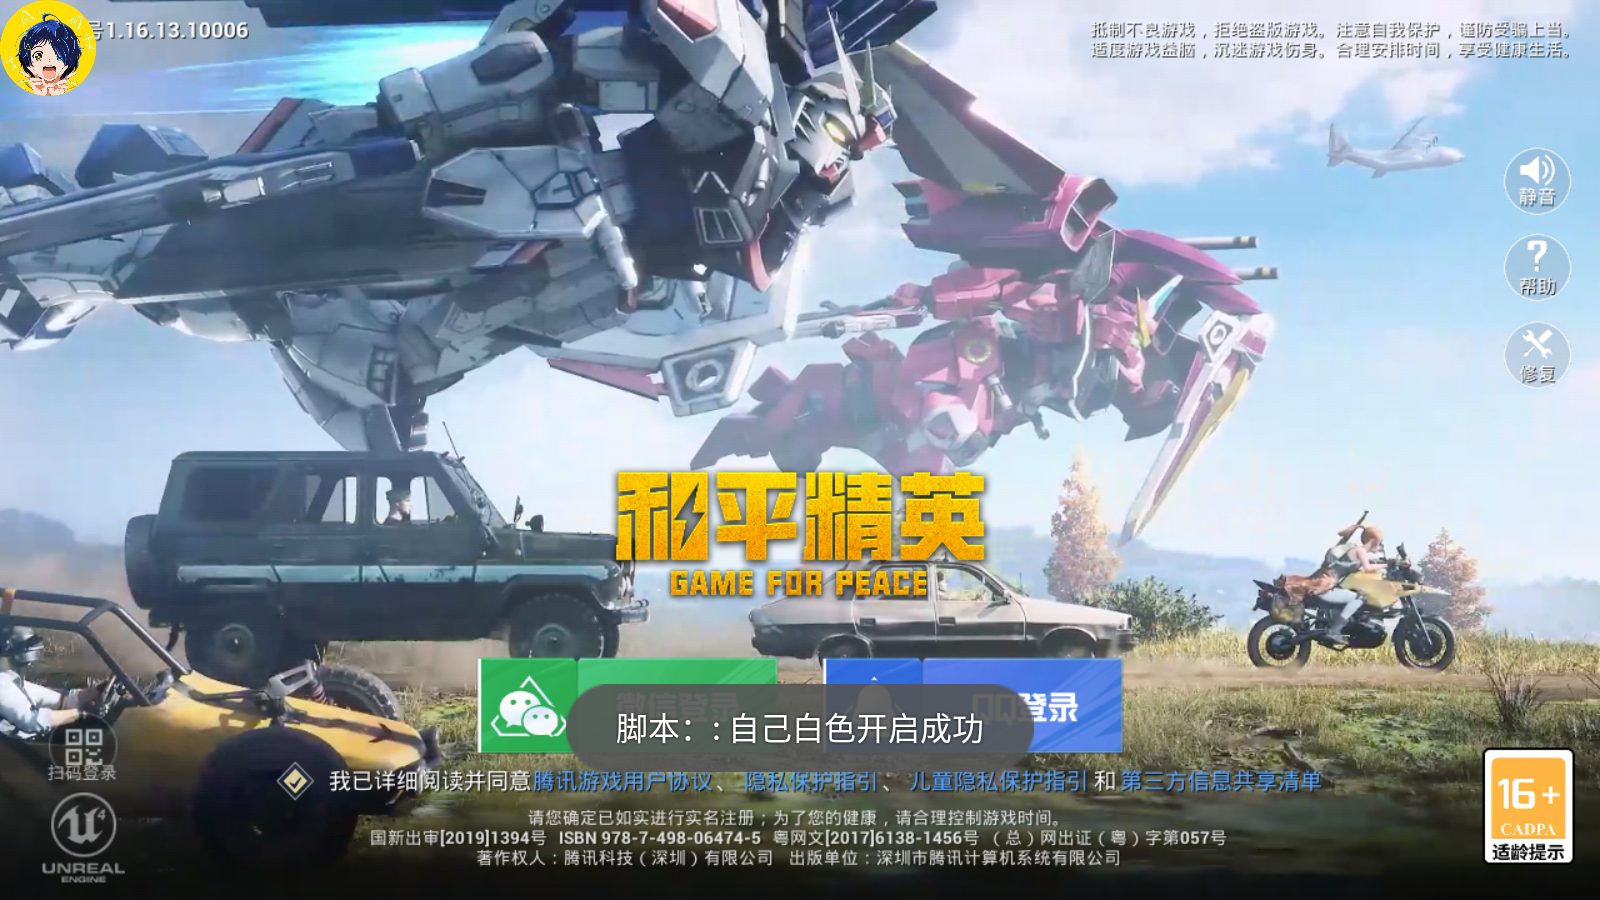 号1.16.13.10006
抵制不良游戏，拒绝盗版游戏。注意自我保护，谨防受骗上当。
适度游戏益脑，沉迷游戏伤身。合理安排时间，享受健康生活。
静音
?
帮助
修复
和平精英
GAME FOR PEACE
微信登录
QQ登录
脚本：: 自己白色开启成功
扫码登录
我已详细阅读并同意腾讯游戏用户协议、隐私保护指引、儿童隐私保护指引 和 第三方信息共享清单
请您确定已如实进行实名注册；为了您的健康，请合理控制游戏时间。
国新出审[2019]1394号 ISBN 978-7-498-06474-5 粤网文[2017]6138-1456号 （总）网出证（粤）字第057号
著作权人：腾讯科技（深圳）有限公司 出版单位：深圳市腾讯计算机系统有限公司
4
UNREAL
ENGINE
16+
CADPA
适龄提示